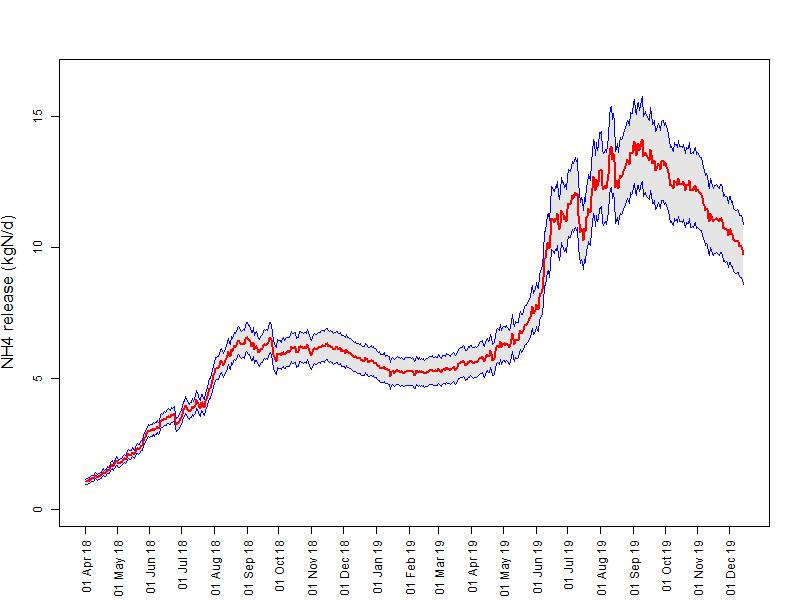 NH4 release (kgN/d)
15
10
5
0
01 Apr 18
01 May 18
01 Jun 18
01 Jul 18
01 Aug 18
01 Sep 18
01 Oct 18
01 Nov 18
01 Dec 18
01 Jan 19
01 Feb 19
01 Mar 19
01 Apr 19
01 May 19
01 Jun 19
01 Jul 19
01 Aug 19
01 Sep 19
01 Oct 19
01 Nov 19
01 Dec 19